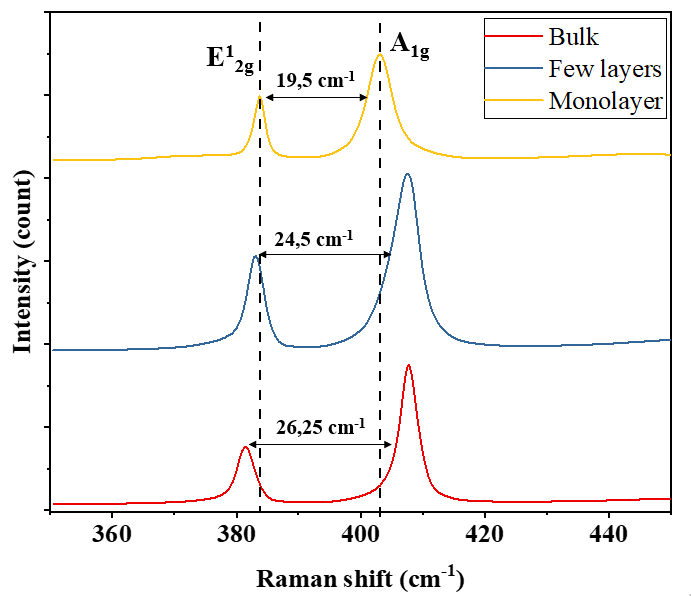 E¹₂g
A₁g
Bulk
Few layers
Monolayer
19,5 cm⁻¹
24,5 cm⁻¹
26,25 cm⁻¹
Intensity (count)
360 380 400 420 440
Raman shift (cm⁻¹)